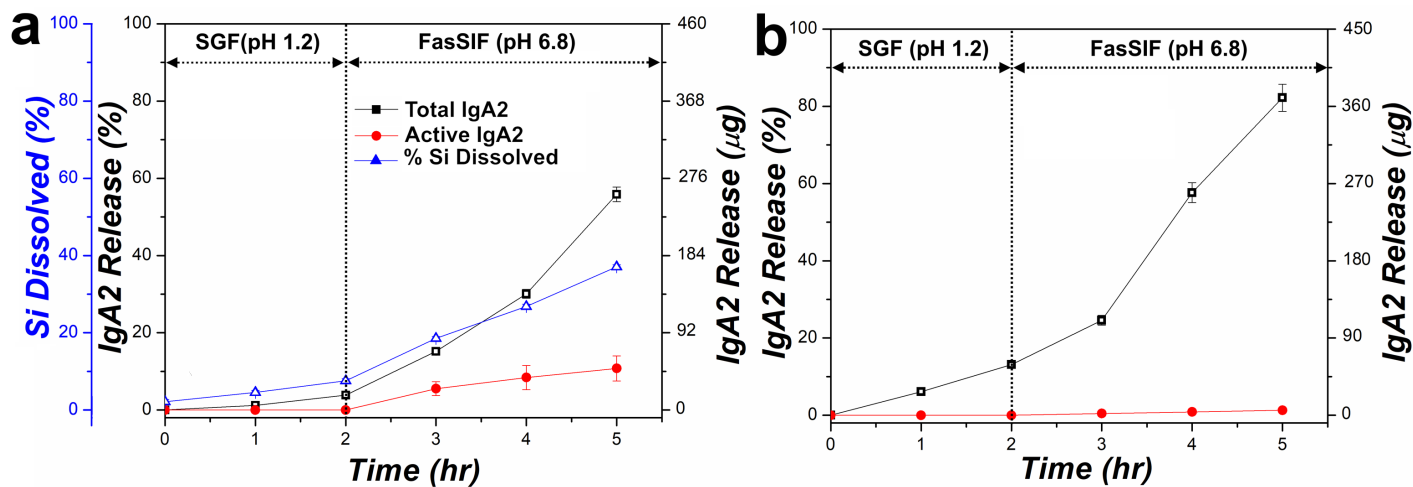 a
Si Dissolved (%)
100
80
60
40
20
0
IgA2 Release (%)
100
80
60
40
20
0
SGF(pH 1.2)
FasSIF (pH 6.8)
Total IgA2
Active IgA2
% Si Dissolved
460
368
276
184
92
0
IgA2 Release (μg)
0 1 2 3 4 5
Time (hr)
b
IgA2 Release (%)
100
80
60
40
20
0
SGF (pH 1.2)
FasSIF (pH 6.8)
450
360
270
180
90
0
IgA2 Release (μg)
0 1 2 3 4 5
Time (hr)